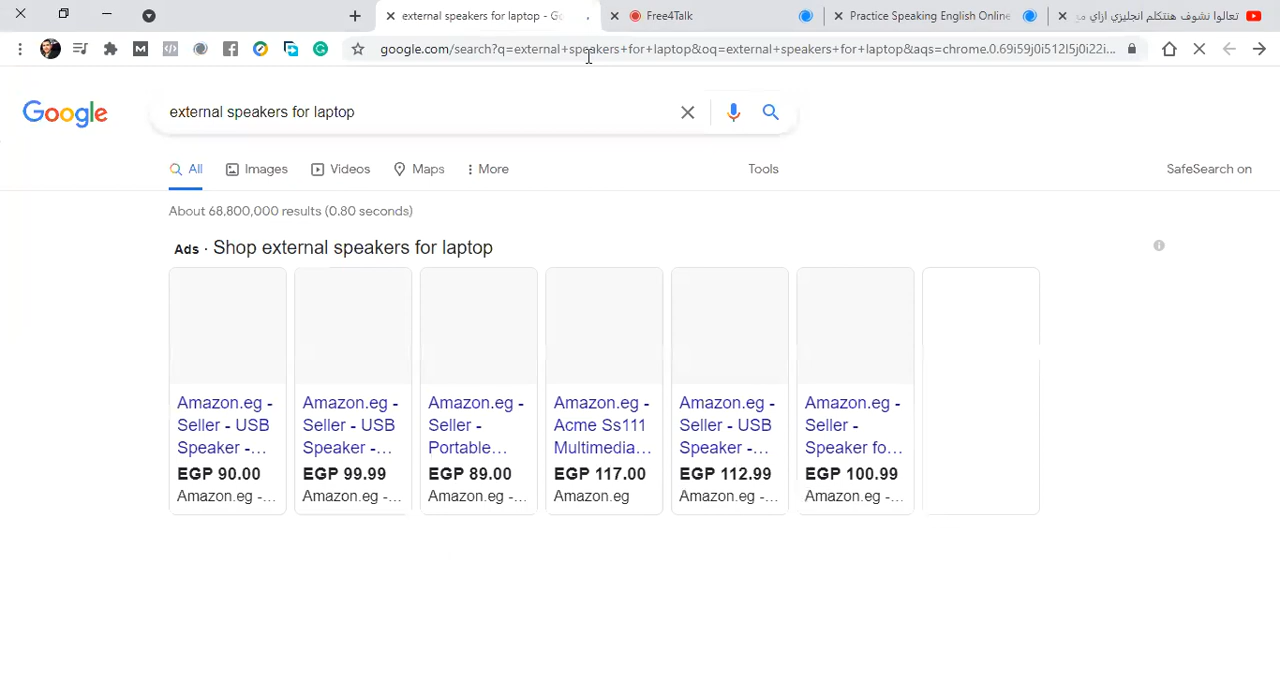 external speakers for laptop - Go
Free4Talk
Practice Speaking English Online
تعالوا نشوف هنتكلم انجليزي ازاي مع
google.com/search?q=external+speakers+for+laptop&oq=external+speakers+for+laptop&aqs=chrome.0.69i59j0i512l5j0i22i...
Google
external speakers for laptop
All
Images
Videos
Maps
More
Tools
SafeSearch on
About 68,800,000 results (0.80 seconds)
Ads · Shop external speakers for laptop
Amazon.eg -
Seller - USB
Speaker -...
EGP 90.00
Amazon.eg -...
Amazon.eg -
Seller - USB
Speaker -...
EGP 99.99
Amazon.eg -...
Amazon.eg -
Seller -
Portable...
EGP 89.00
Amazon.eg -...
Amazon.eg -
Acme Ss111
Multimedia...
EGP 117.00
Amazon.eg
Amazon.eg -
Seller - USB
Speaker -...
EGP 112.99
Amazon.eg -...
Amazon.eg -
Seller -
Speaker fo...
EGP 100.99
Amazon.eg -...